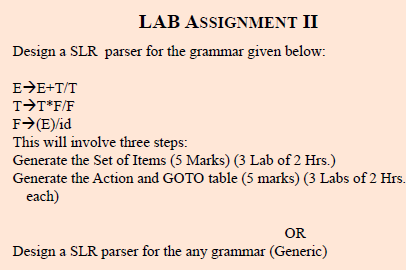 LAB ASSIGNMENT II
Design a SLR parser for the grammar given below:
E→E+T/T
T→T*F/F
F→(E)/id
This will involve three steps:
Generate the Set of Items (5 Marks) (3 Lab of 2 Hrs.)
Generate the Action and GOTO table (5 marks) (3 Labs of 2 Hrs.
each)
OR
Design a SLR parser for the any grammar (Generic)